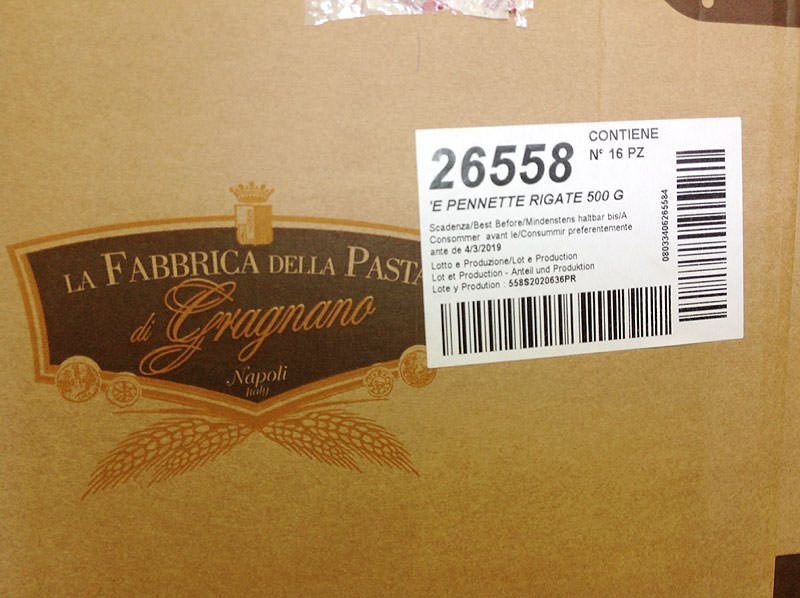 LA FABBRICA DELLA PASTA
di Gragnano
Napoli
Italy
26558
CONTIENE
N° 16 PZ
'E PENNETTE RIGATE 500 G
Scadenza/Best Before/Mindenstens haltbar bis/A
Consommer avant le/Consummir preferentemente
ante de 4/3/2019
Lotto e Produzione/Lot e Production
Lot et Production - Anteil und Produktion
Lote y Prodution : 558S2020636PR
08033406265584